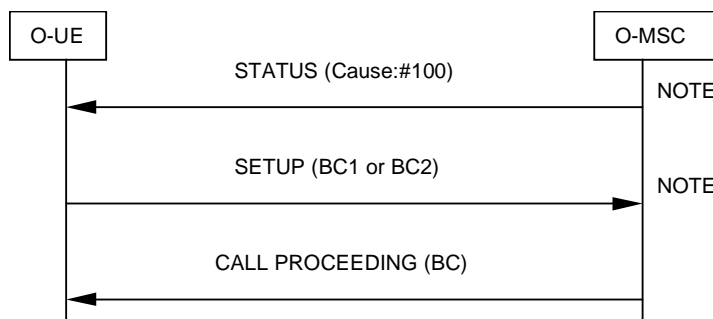 O-UE
O-MSC
STATUS (Cause:#100)
NOTE
SETUP (BC1 or BC2)
NOTE
CALL PROCEEDING (BC)